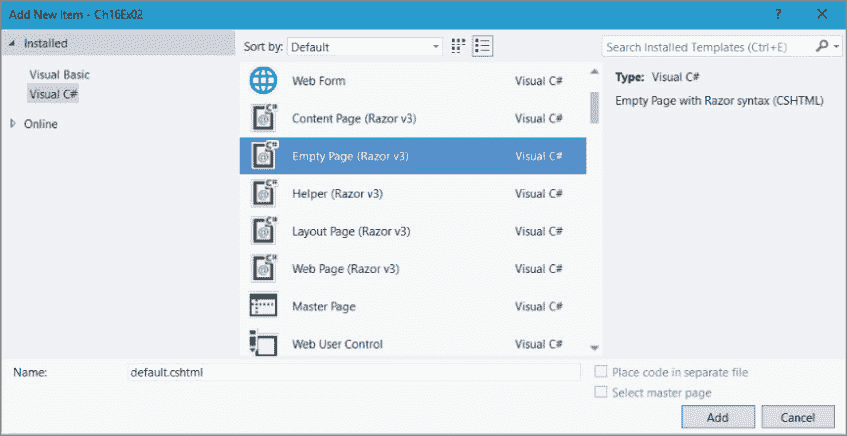 Add New Item - Ch16Ex02
?
Installed
Sort by: Default
Search Installed Templates (Ctrl+E)
Visual Basic
Visual C#
Online
Web Form Visual C#
Content Page (Razor v3) Visual C#
Empty Page (Razor v3) Visual C#
Helper (Razor v3) Visual C#
Layout Page (Razor v3) Visual C#
Web Page (Razor v3) Visual C#
Master Page Visual C#
Web User Control Visual C#
Type: Visual C#
Empty Page with Razor syntax (CSHTML)
Name: default.cshtml
Place code in separate file
Select master page
Add Cancel